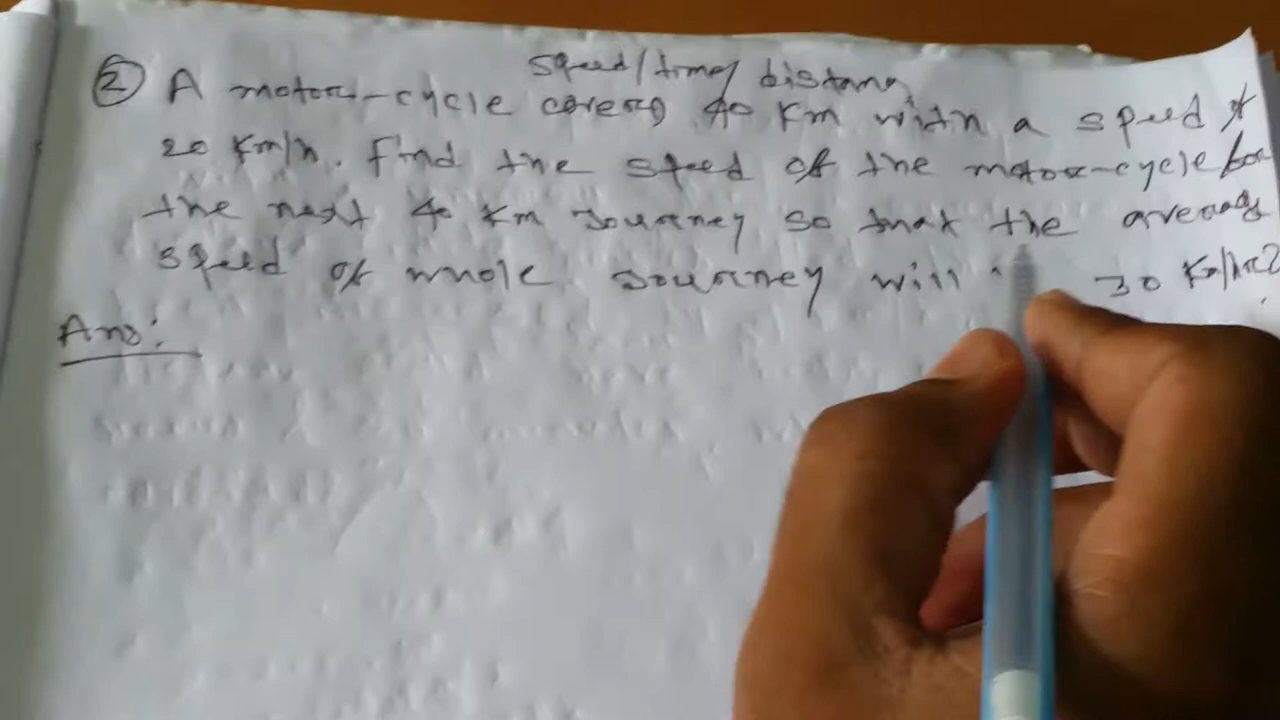 speed/time/distance
② A motor-cycle covers 40 Km with a speed of
20 Km/h. Find the speed of the motor-cycle for
the next 40 Km Journey so that the average
speed of whole Journey will 30 Km/hr?
Ans: